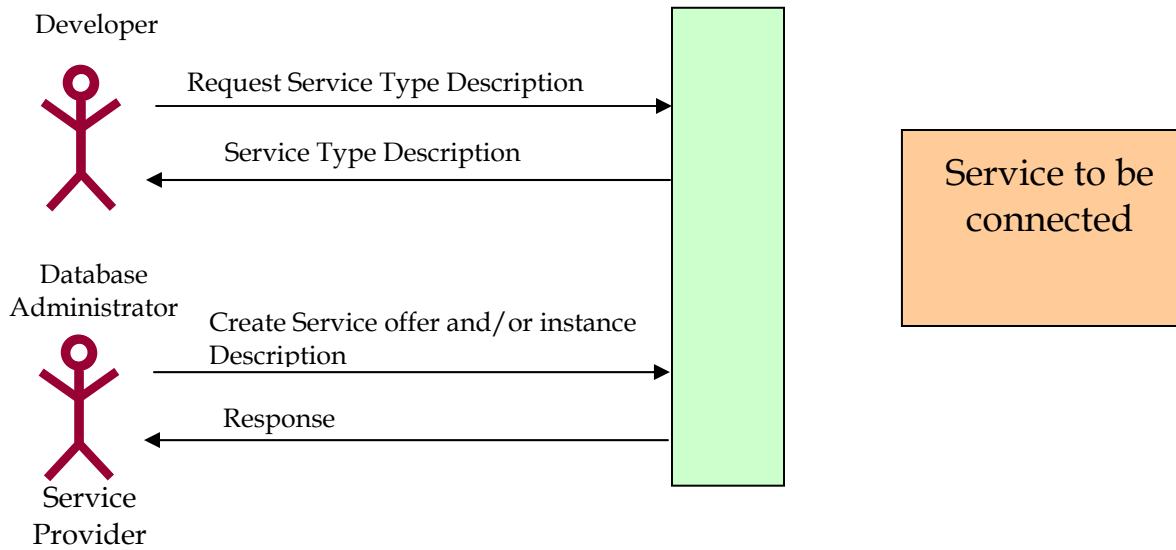 Developer
Request Service Type Description
Service Type Description
Service to be
connected
Database
Administrator
Create Service offer and/or instance
Description
Response
Service
Provider